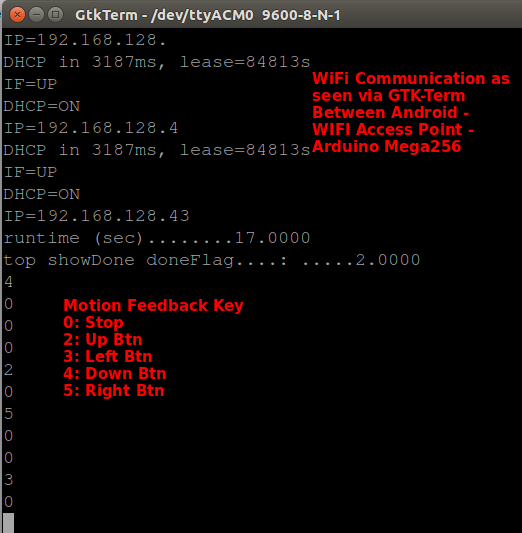 GtkTerm - /dev/ttyACM0 9600-8-N-1
IP=192.168.128.
DHCP in 3187ms, lease=84813s
IF=UP
DHCP=ON
IP=192.168.128.4
DHCP in 3187ms, lease=84813s
IF=UP
DHCP=ON
IP=192.168.128.43
runtime (sec)........17.0000
top showDone doneFlag....: .....2.0000
4
0
0
0
2
0
5
0
0
3
0
WiFi Communication as
seen via GTK-Term
Between Android -
WIFI Access Point -
Arduino Mega256
Motion Feedback Key
0: Stop
2: Up Btn
3: Left Btn
4: Down Btn
5: Right Btn